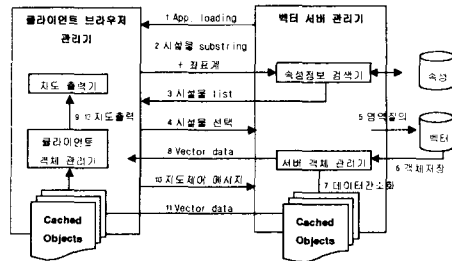 클라이언트 브라우저
관리기
벡터 서버 관리기
1 App. loading
2 시설물 substring
+ 좌표계
속성정보 검색기
속성
지도 출력기
3 시설물 list
9 12 지도출력
4 시설물 선택
5 영역질의
벡터
클라이언트
객체 관리기
8 Vector data
서버 객체 관리기
6 객체저장
10 지도제어 메시지
7 데이터간소화
11 Vector data
Cached
Objects
Cached
Objects